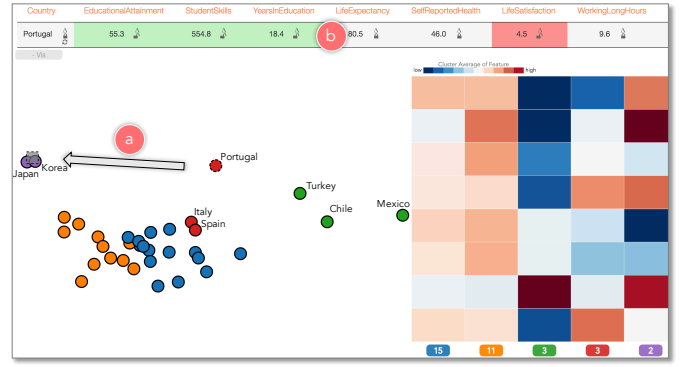 Country EducationalAttainment StudentSkills YearsInEducation LifeExpectancy SelfReportedHealth LifeSatisfaction WorkingLongHours
Portugal 55.3 554.8 18.4 80.5 46.0 4.5 9.6
b
- Vis
Cluster Average of Feature
low high
a
Portugal
Korea
Japan
Turkey
Mexico
Chile
Italy
Spain
15 11 3 3 2